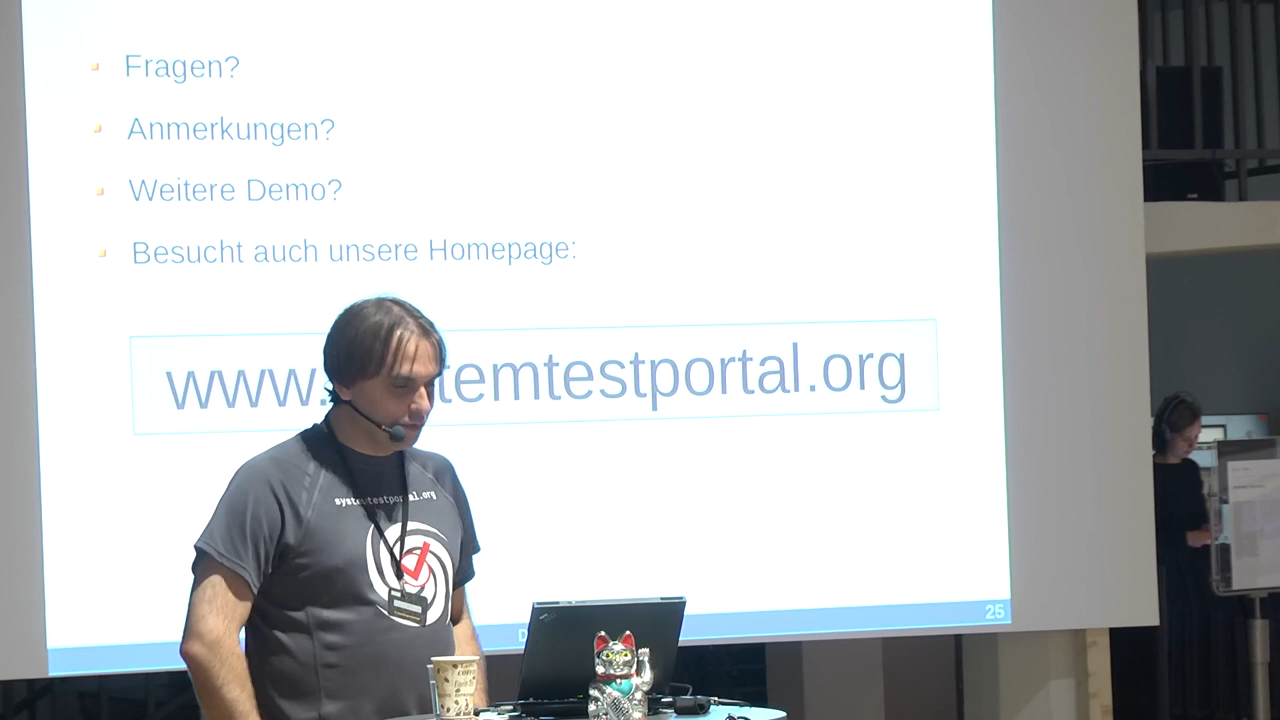 Fragen?
Anmerkungen?
Weitere Demo?
Besucht auch unsere Homepage:
www.systemtestportal.org
systemtestportal.org
25